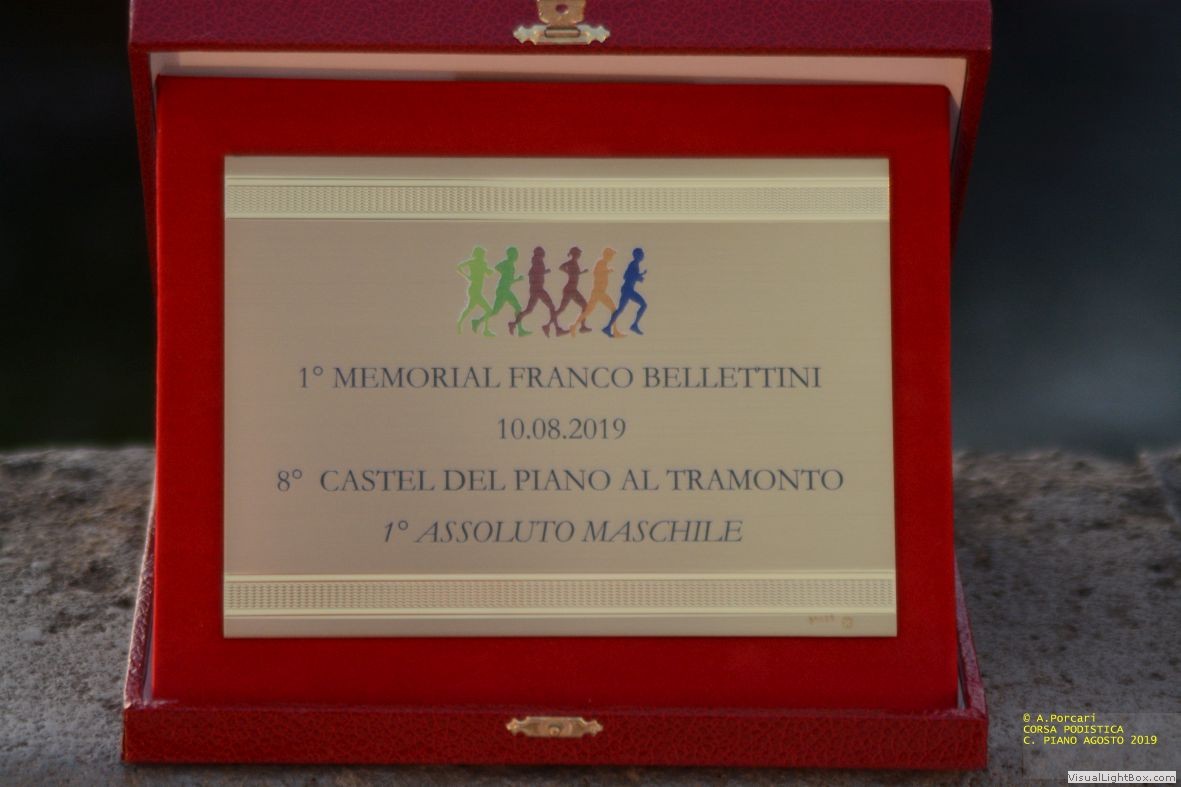 1° MEMORIAL FRANCO BELLETTINI
10.08.2019
8° CASTEL DEL PIANO AL TRAMONTO
1° ASSOLUTO MASCHILE
© A.Porcari
CORSA PODISTICA
C. PIANO AGOSTO 2019
VisualLightBox.com